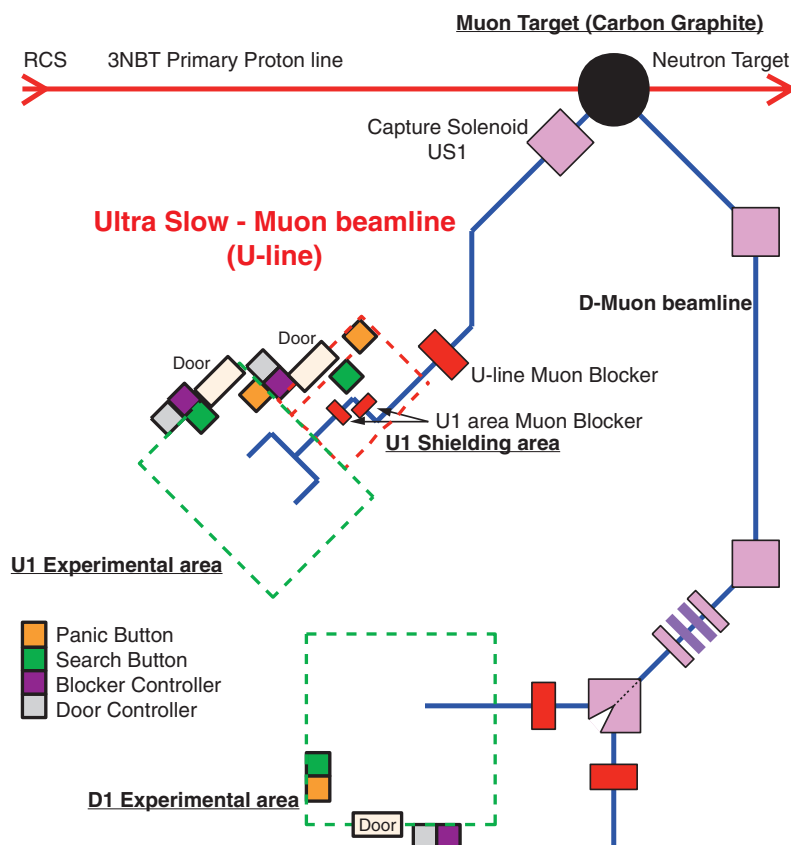 Muon Target (Carbon Graphite)
RCS
3NBT Primary Proton line
Neutron Target
Capture Solenoid
US1
Ultra Slow - Muon beamline
(U-line)
D-Muon beamline
Door
Door
U-line Muon Blocker
U1 area Muon Blocker
U1 Shielding area
U1 Experimental area
Panic Button
Search Button
Blocker Controller
Door Controller
D1 Experimental area
Door